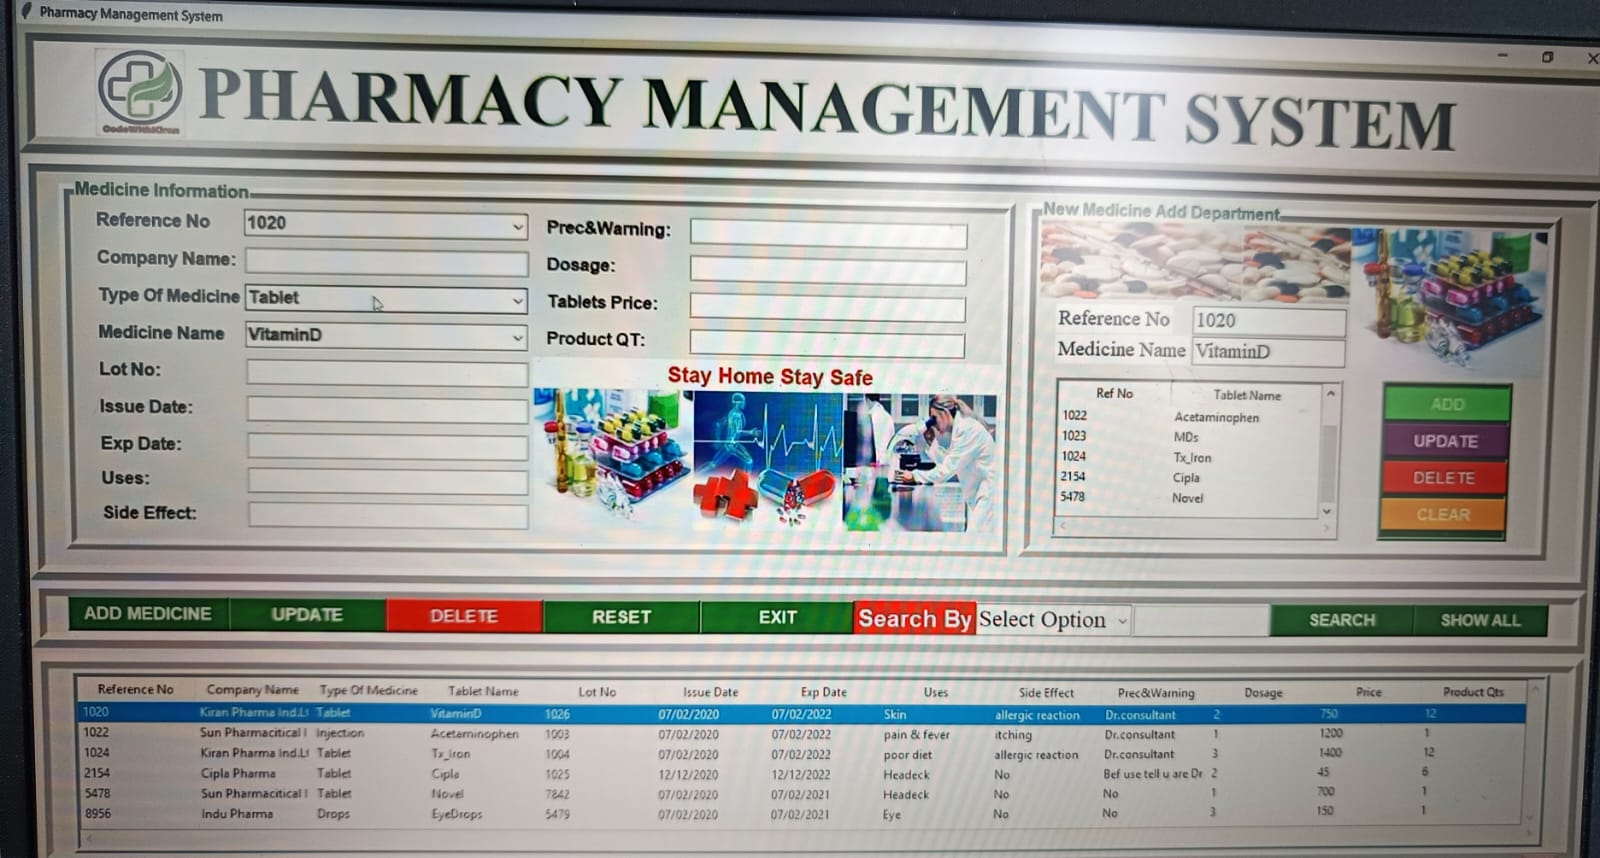 Pharmacy Management System
CodeWithKiran
PHARMACY MANAGEMENT SYSTEM
Medicine Information
Reference No 1020
Company Name:
Type Of Medicine Tablet
Medicine Name VitaminD
Lot No:
Issue Date:
Exp Date:
Uses:
Side Effect:
Prec&Warning:
Dosage:
Tablets Price:
Product QT:
Stay Home Stay Safe
New Medicine Add Department
Reference No 1020
Medicine Name VitaminD
Ref No Tablet Name
1022 Acetaminophen
1023 MDs
1024 Tx_Iron
2154 Cipla
5478 Novel
ADD
UPDATE
DELETE
CLEAR
ADD MEDICINE UPDATE DELETE RESET EXIT Search By Select Option SEARCH SHOW ALL
Reference No Company Name Type Of Medicine Tablet Name Lot No Issue Date Exp Date Uses Side Effect Prec&Warning Dosage Price Product Qts
1020 Kiran Pharma Ind.Lt Tablet VitaminD 1026 07/02/2020 07/02/2022 Skin allergic reaction Dr.consultant 2 750 12
1022 Sun Pharmacitical I Injection Acetaminophen 1003 07/02/2020 07/02/2022 pain & fever itching Dr.consultant 1 1200 1
1024 Kiran Pharma Ind.Lt Tablet Tx_Iron 1004 07/02/2020 07/02/2022 poor diet allergic reaction Dr.consultant 3 1400 12
2154 Cipla Pharma Tablet Cipla 1025 12/12/2020 12/12/2022 Headeck No Bef use tell u are Dr 2 45 6
5478 Sun Pharmacitical I Tablet Novel 7842 07/02/2020 07/02/2021 Headeck No No 1 700 1
8956 Indu Pharma Drops EyeDrops 5479 07/02/2020 07/02/2021 Eye No No 3 150 1